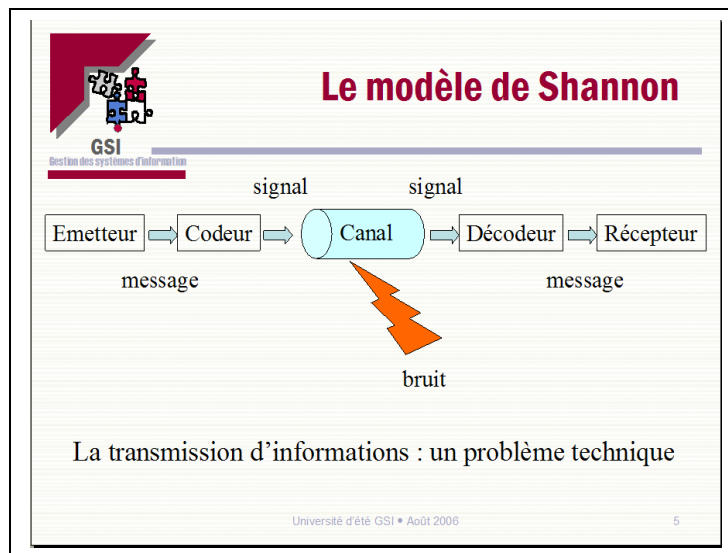 Le modèle de Shannon
GSI
Gestion des systèmes d'information
signal signal
Emetteur Codeur Canal Décodeur Récepteur
message message
bruit
La transmission d'informations : un problème technique
Université d'été GSI • Août 2006 5